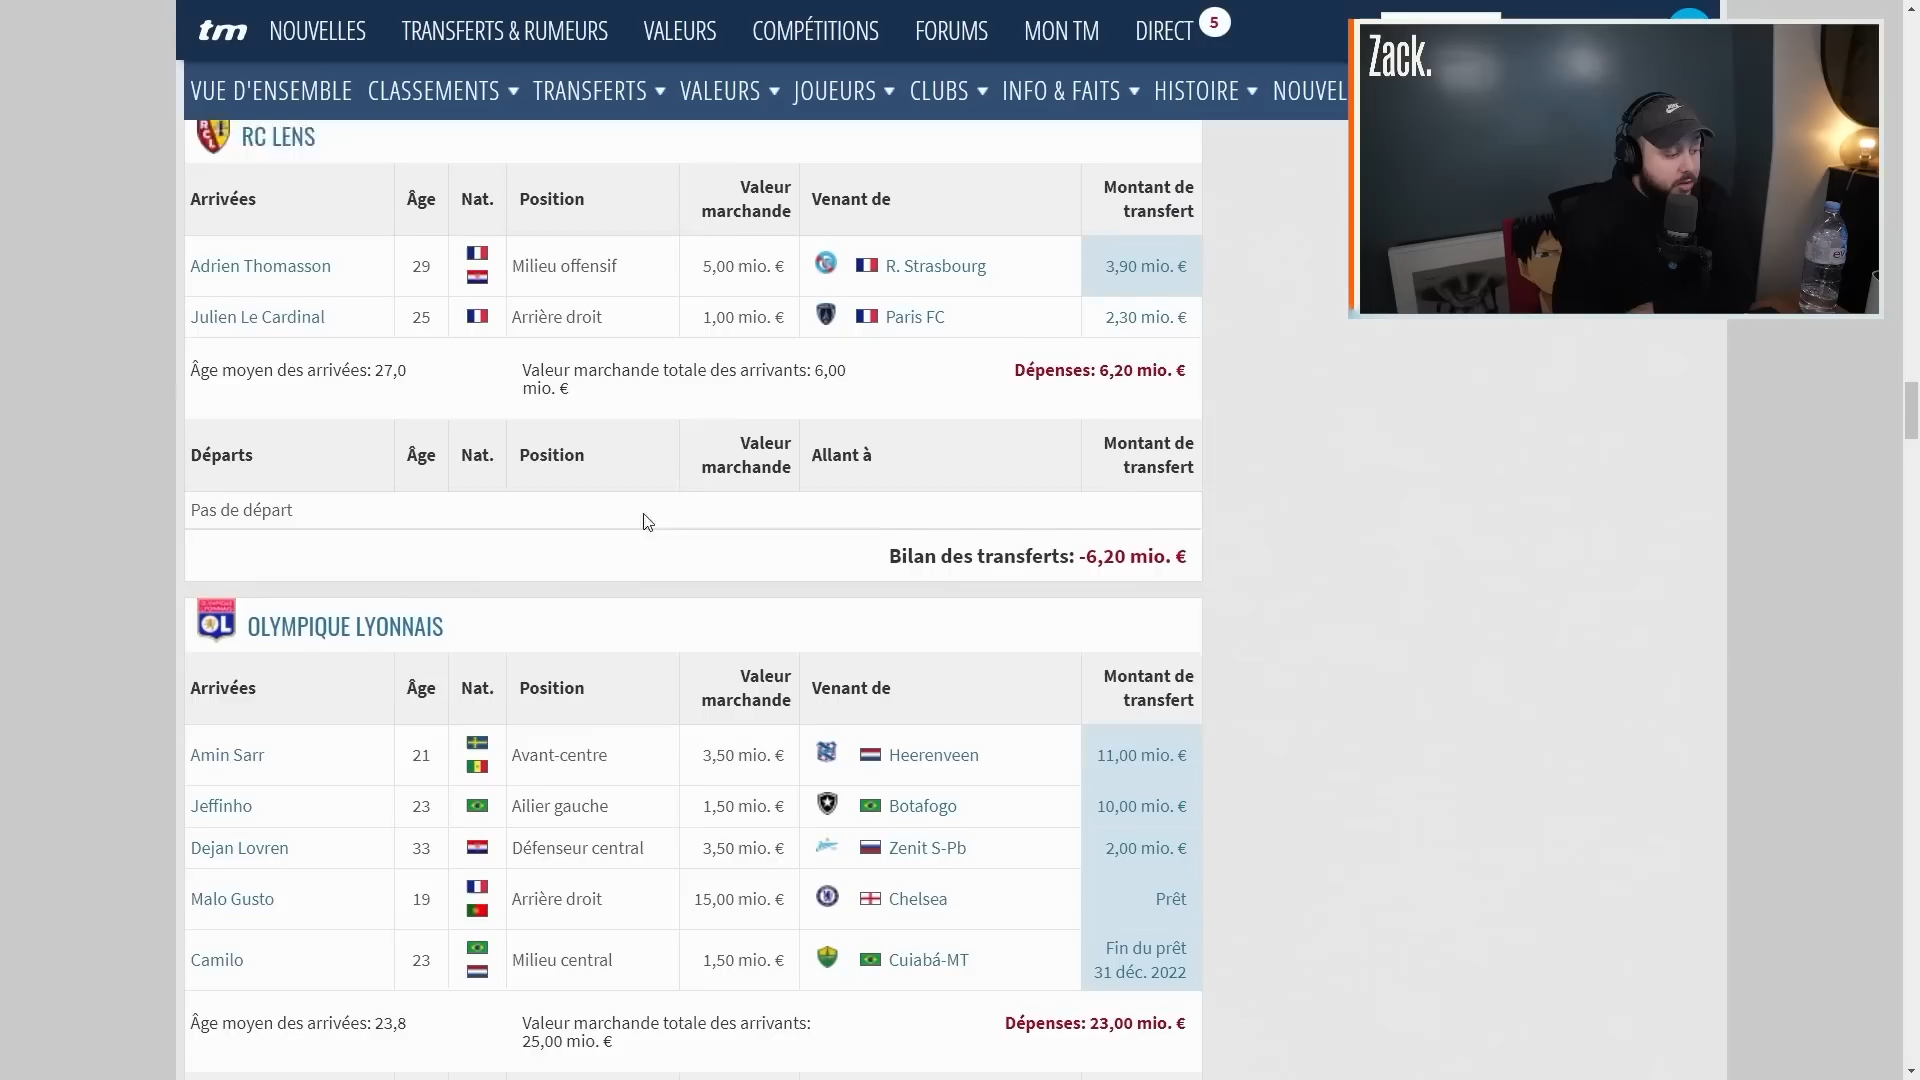 tm NOUVELLES TRANSFERTS & RUMEURS VALEURS COMPÉTITIONS FORUMS MON TM DIRECT 5
VUE D'ENSEMBLE CLASSEMENTS TRANSFERTS VALEURS JOUEURS CLUBS INFO & FAITS HISTOIRE NOUVEL
Zack.
RC LENS
Arrivées Âge Nat. Position Valeur marchande Venant de Montant de transfert
Adrien Thomasson 29 Milieu offensif 5,00 mio. € R. Strasbourg 3,90 mio. €
Julien Le Cardinal 25 Arrière droit 1,00 mio. € Paris FC 2,30 mio. €
Âge moyen des arrivées: 27,0 Valeur marchande totale des arrivants: 6,00 mio. € Dépenses: 6,20 mio. €
Départs Âge Nat. Position Valeur marchande Allant à Montant de transfert
Pas de départ
Bilan des transferts: -6,20 mio. €
OLYMPIQUE LYONNAIS
Arrivées Âge Nat. Position Valeur marchande Venant de Montant de transfert
Amin Sarr 21 Avant-centre 3,50 mio. € Heerenveen 11,00 mio. €
Jeffinho 23 Ailier gauche 1,50 mio. € Botafogo 10,00 mio. €
Dejan Lovren 33 Défenseur central 3,50 mio. € Zenit S-Pb 2,00 mio. €
Malo Gusto 19 Arrière droit 15,00 mio. € Chelsea Prêt
Camilo 23 Milieu central 1,50 mio. € Cuiabá-MT Fin du prêt 31 déc. 2022
Âge moyen des arrivées: 23,8 Valeur marchande totale des arrivants: 25,00 mio. € Dépenses: 23,00 mio. €